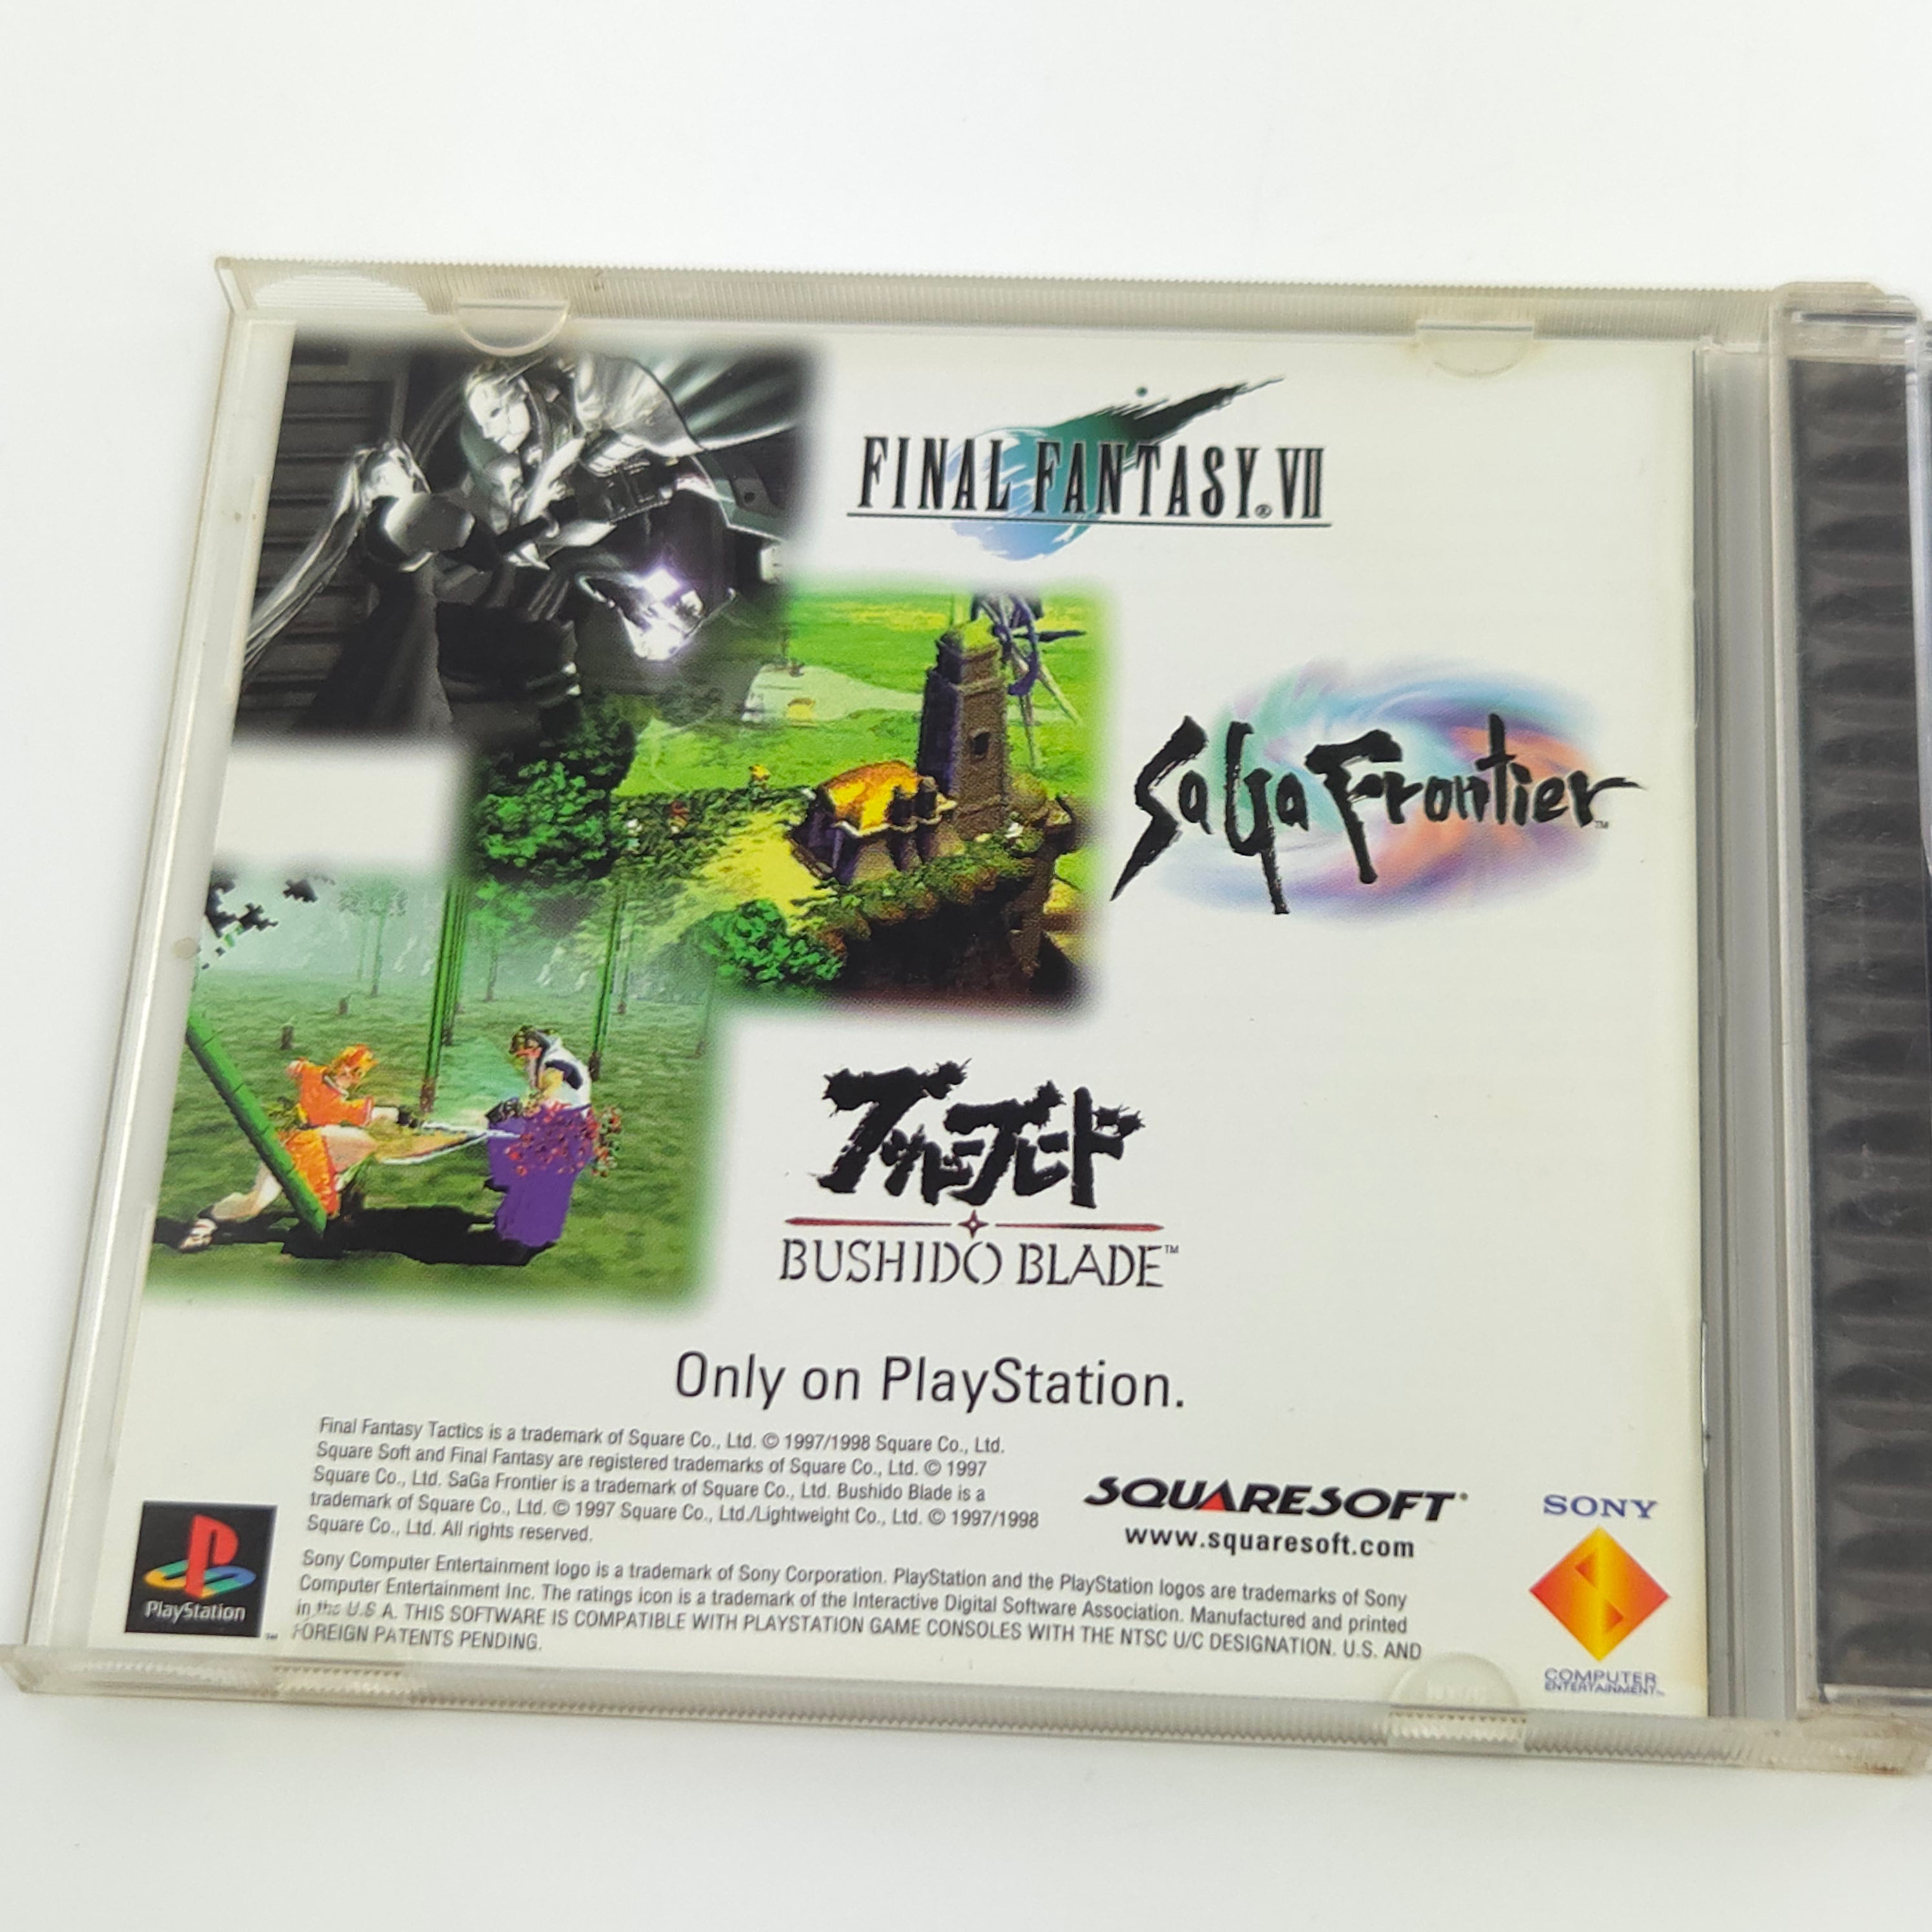 FINAL FANTASY® VII
SaGa Frontier™
ブシドーブレード
BUSHIDO BLADE™
Only on PlayStation.
Final Fantasy Tactics is a trademark of Square Co., Ltd. © 1997/1998 Square Co., Ltd.
Square Soft and Final Fantasy are registered trademarks of Square Co., Ltd. © 1997
Square Co., Ltd. SaGa Frontier is a trademark of Square Co., Ltd. Bushido Blade is a
trademark of Square Co., Ltd. © 1997 Square Co., Ltd./Lightweight Co., Ltd. © 1997/1998
Square Co., Ltd. All rights reserved.
SQUARESOFT®
www.squaresoft.com
SONY
COMPUTER
ENTERTAINMENT™
PlayStation
™
Sony Computer Entertainment logo is a trademark of Sony Corporation. PlayStation and the PlayStation logos are trademarks of Sony
Computer Entertainment Inc. The ratings icon is a trademark of the Interactive Digital Software Association. Manufactured and printed
in the U.S.A. THIS SOFTWARE IS COMPATIBLE WITH PLAYSTATION GAME CONSOLES WITH THE NTSC U/C DESIGNATION. U.S. AND
FOREIGN PATENTS PENDING.